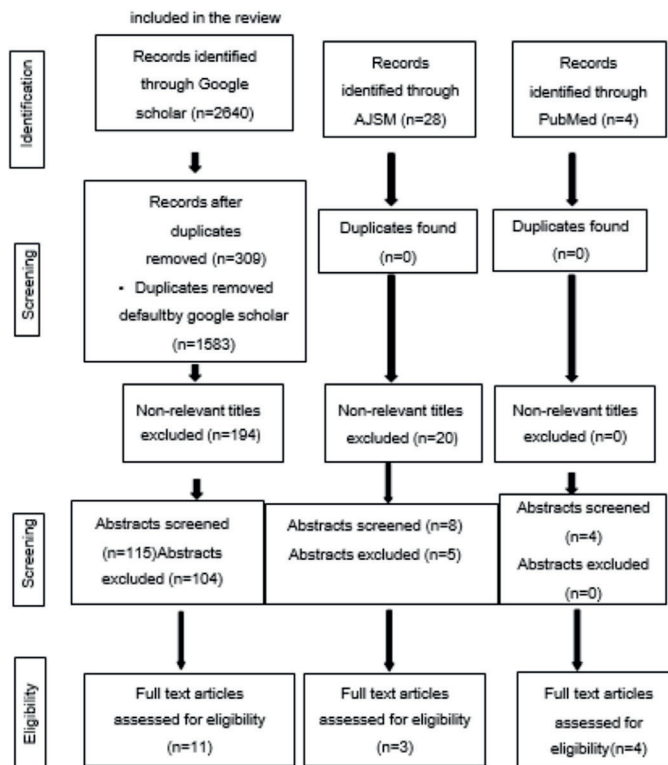 included in the review
Identification
Records identified
through Google
scholar (n=2640)
Records
identified through
AJSM (n=28)
Records
identified through
PubMed (n=4)
Screening
Records after
duplicates
removed (n=309)
• Duplicates removed
defaultby google scholar
(n=1583)
Duplicates found
(n=0)
Duplicates found
(n=0)
Non-relevant titles
excluded (n=194)
Non-relevant titles
excluded (n=20)
Non-relevant titles
excluded (n=0)
Screening
Abstracts screened
(n=115)Abstracts
excluded (n=104)
Abstracts screened (n=8)
Abstracts excluded (n=5)
Abstracts screened
(n=4)
Abstracts excluded
(n=0)
Eligibility
Full text articles
assessed for eligibility
(n=11)
Full text articles
assessed for eligibility
(n=3)
Full text articles
assessed for
eligibility(n=4)